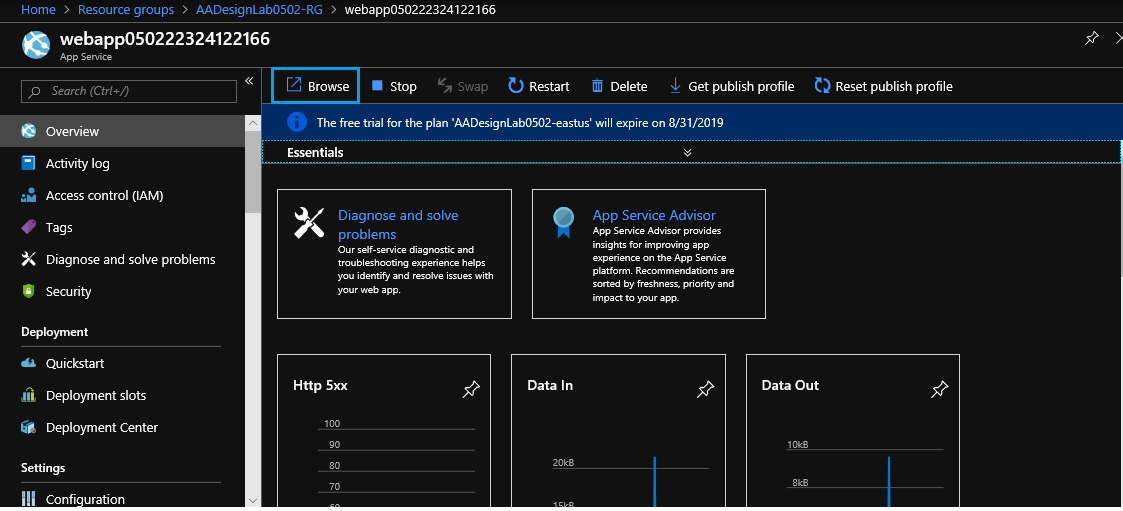 Home > Resource groups > AADesignLab0502-RG > webapp050222324122166
webapp050222324122166
App Service
Search (Ctrl+/)
Overview
Activity log
Access control (IAM)
Tags
Diagnose and solve problems
Security
Deployment
Quickstart
Deployment slots
Deployment Center
Settings
Configuration
Browse Stop Swap Restart Delete Get publish profile Reset publish profile
The free trial for the plan 'AADesignLab0502-eastus' will expire on 8/31/2019
Essentials
Diagnose and solve
problems
Our self-service diagnostic and
troubleshooting experience helps
you identify and resolve issues with
your web app.
App Service Advisor
App Service Advisor provides
insights for improving app
experience on the App Service
platform. Recommendations are
sorted by freshness, priority and
impact to your app.
Http 5xx
100
90
80
70
Data In
20kB
15kB
Data Out
10kB
8kB